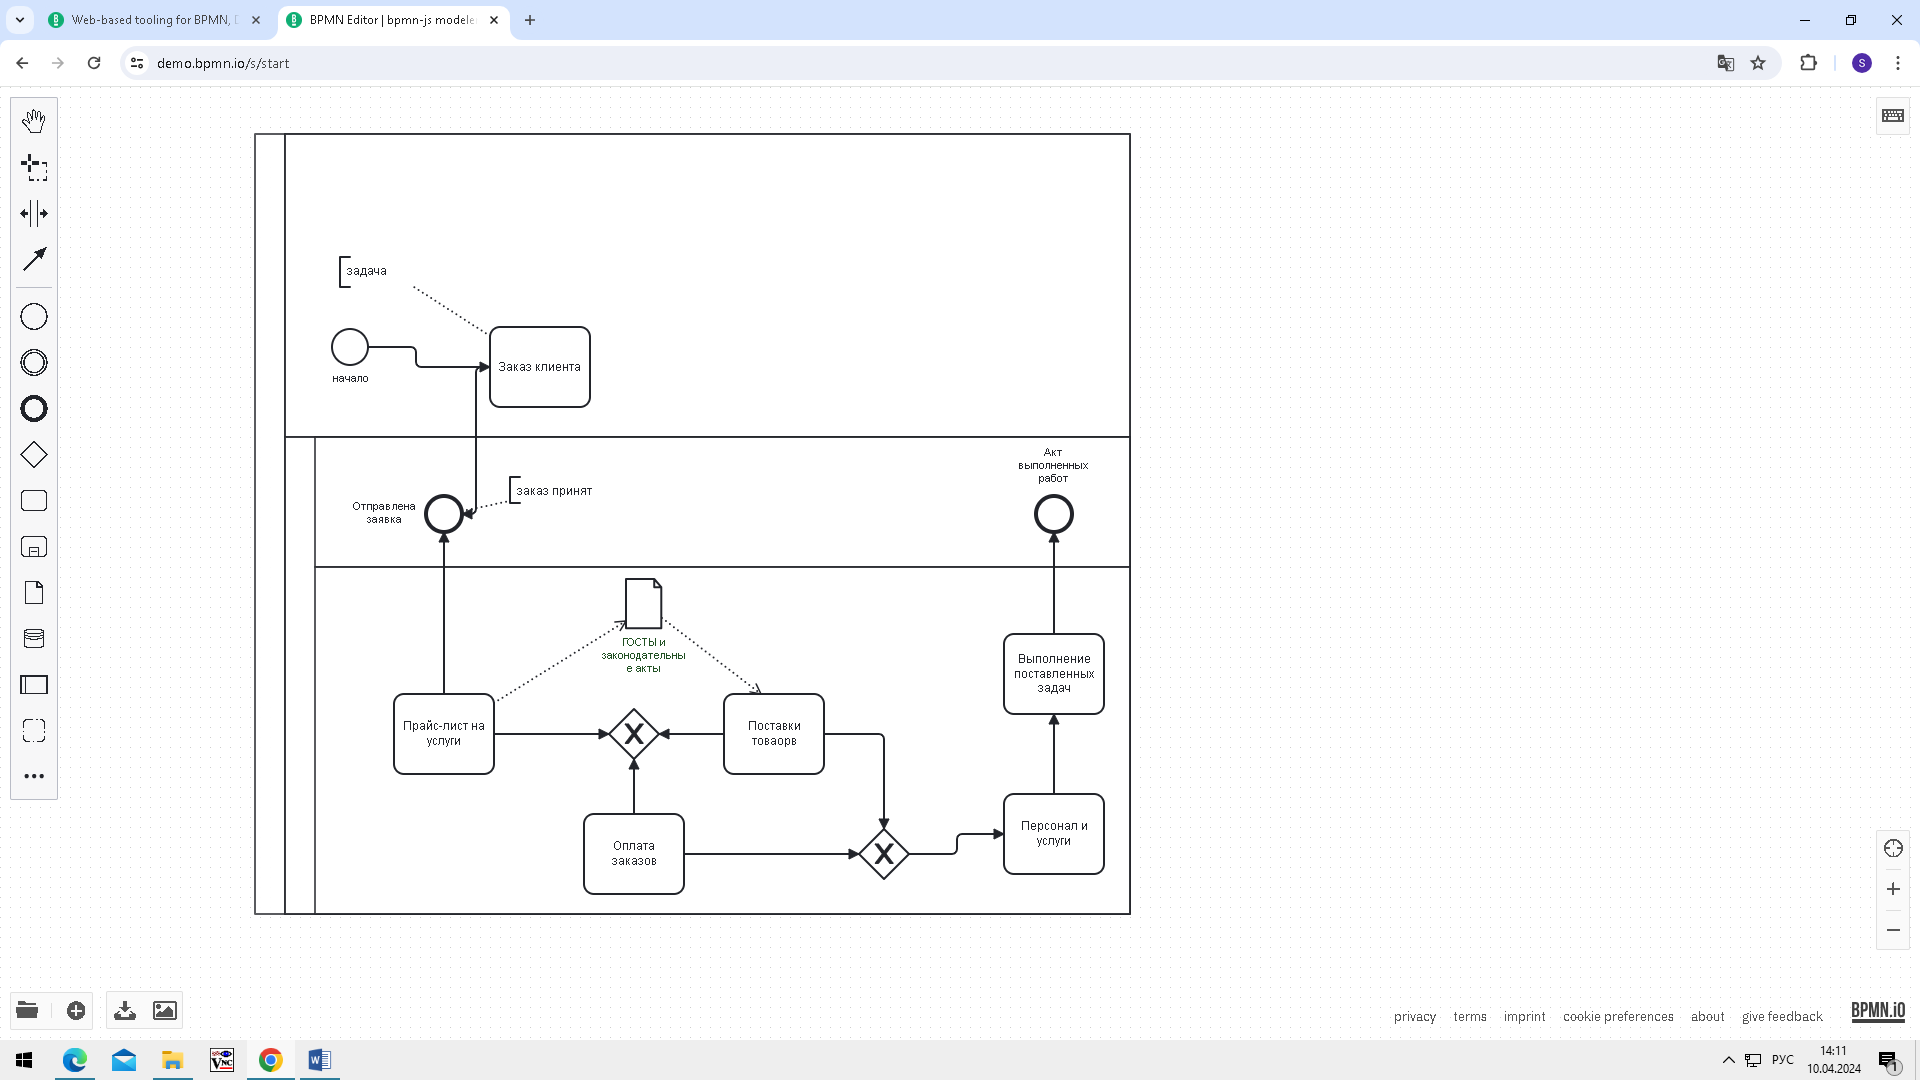 Web-based tooling for BPMN, D
BPMN Editor | bpmn-js modele
demo.bpmn.io/s/start
S
задача
начало
Заказ клиента
Акт
выполненных
работ
заказ принят
Отправлена
заявка
ГОСТЫ и
законодательны
е акты
Выполнение
поставленных
задач
Прайс-лист на
услуги
Поставки
товаорв
Оплата
заказов
Персонал и
услуги
privacy
terms
imprint
cookie preferences
about
give feedback
BPMN.iO
РУС
14:11
10.04.2024
1